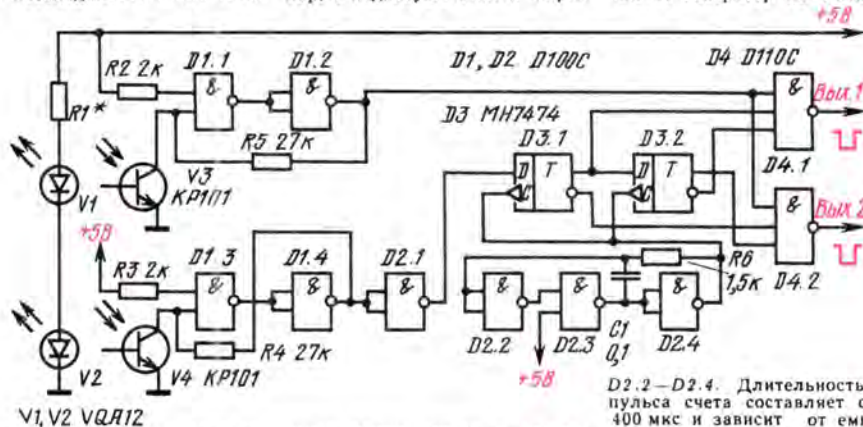 +5В
R2 2к
D1.1
&
D1.2
&
D1, D2 D100C
D4 D110C
&
Вых.1
D4.1
R1*
R5 27к
D3 МН7474
D3.1
D T
C
D3.2
D T
C
V3
КР101
V1
+5В
R3 2к
D1.3
&
D1.4
&
D2.1
&
&
Вых.2
D4.2
R6
1,5к
&
D2.2
&
D2.3
C1
0,1
&
D2.4
+5В
V2
V4 КР101
R4 27к
V1, V2 VQA12
D2.2—D2.4. Длительность
пульса счета составляет
400 мкс и зависит от